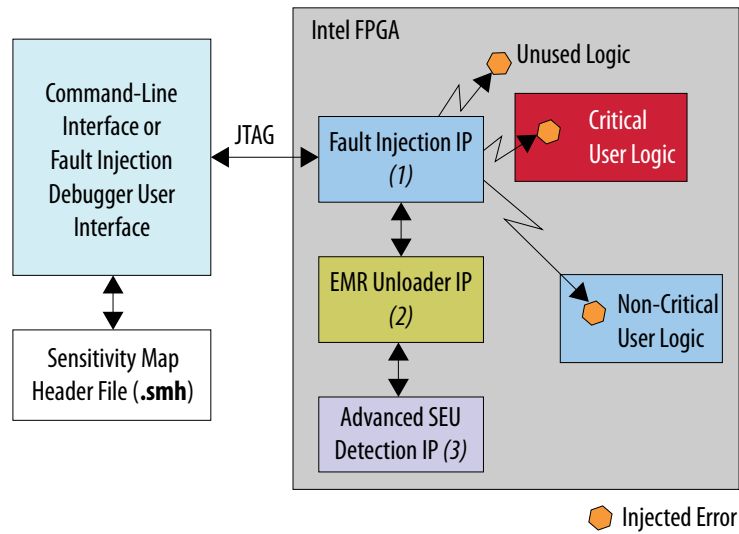 Intel FPGA
Command-Line
Interface or
Fault Injection
Debugger User
Interface
JTAG
Fault Injection IP
(1)
Unused Logic
Critical
User Logic
EMR Unloader IP
(2)
Non-Critical
User Logic
Sensitivity Map
Header File (.smh)
Advanced SEU
Detection IP (3)
Injected Error